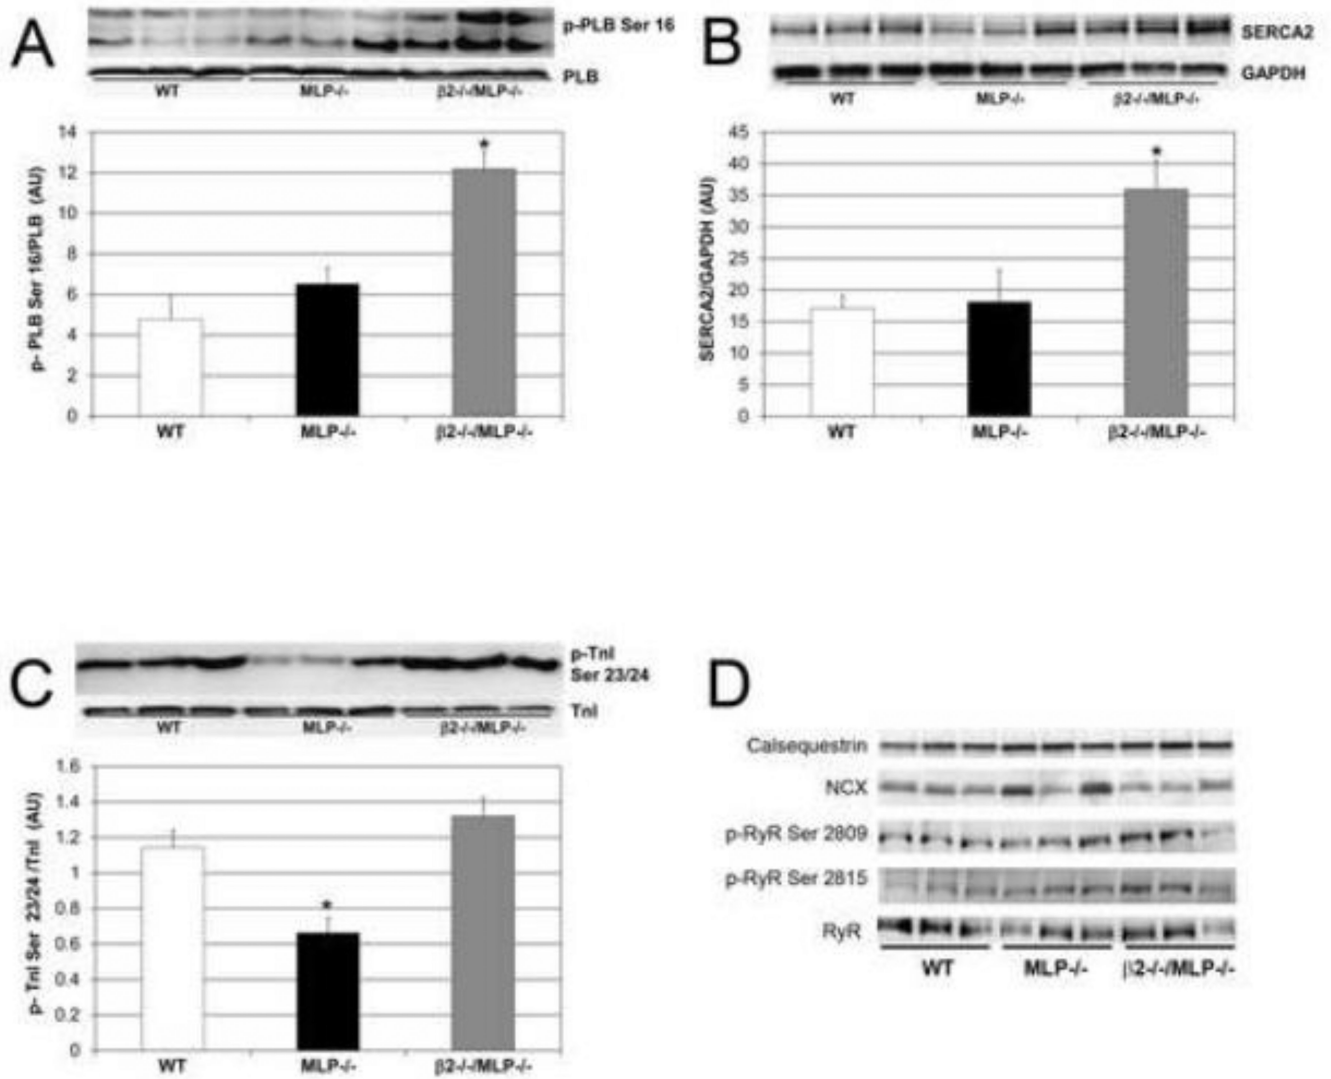 A
p-PLB Ser 16
PLB
WT MLP-/- β2-/-/MLP-/-
p- PLB Ser 16/PLB (AU)
14
12
10
8
6
4
2
0
*
WT MLP-/- β2-/-/MLP-/-
B
SERCA2
GAPDH
WT MLP-/- β2-/-/MLP-/-
SERCA2/GAPDH (AU)
45
40
35
30
25
20
15
10
5
0
*
WT MLP-/- β2-/-/MLP-/-
C
p-TnI
Ser 23/24
TnI
WT MLP-/- β2-/-/MLP-/-
p- TnI Ser 23/24 /TnI (AU)
1.6
1.4
1.2
1
0.8
0.6
0.4
0.2
0
*
WT MLP-/- β2-/-/MLP-/-
D
Calsequestrin
NCX
p-RyR Ser 2809
p-RyR Ser 2815
RyR
WT MLP-/- β2-/-/MLP-/-